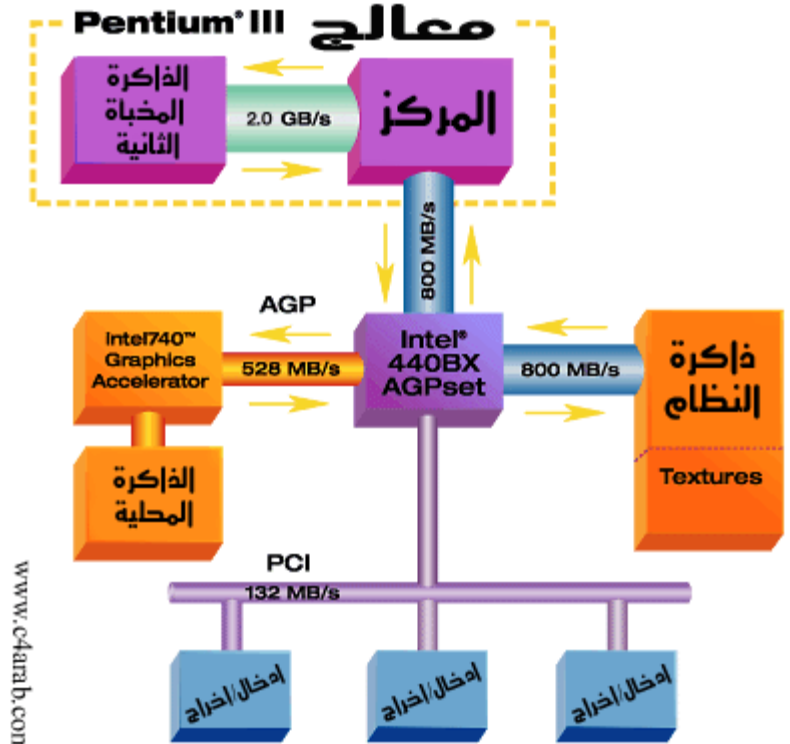 معالج Pentium® III
الذاكرة
المخبأة
الثانية
2.0 GB/s
المركز
800 MB/s
AGP
Intel740™
Graphics
Accelerator
528 MB/s
Intel®
440BX
AGPset
800 MB/s
ذاكرة
النظام
Textures
الذاكرة
المحلية
PCI
132 MB/s
إدخال/إخراج
إدخال/إخراج
إدخال/إخراج
www.c4arab.com